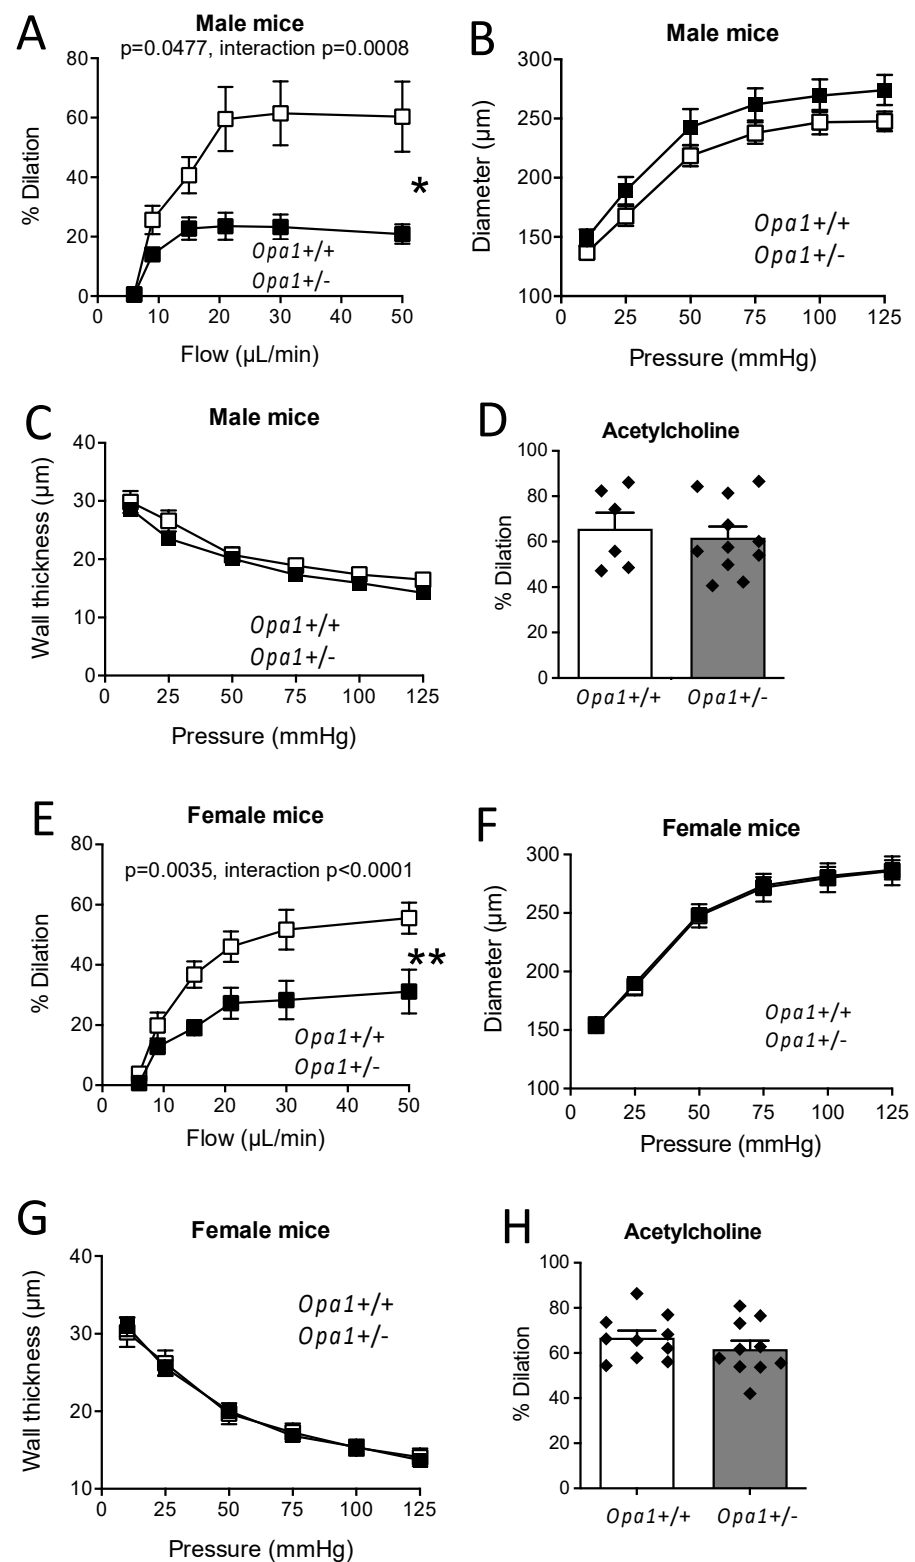 A
Male mice
p=0.0477, interaction p=0.0008
80
60
40
20
0
% Dilation
*
Opa1+/+
Opa1+/-
0 10 20 30 40 50
Flow (µL/min)
B
Male mice
300
250
200
150
100
Diameter (µm)
Opa1+/+
Opa1+/-
0 25 50 75 100 125
Pressure (mmHg)
C
Male mice
40
30
20
10
0
Wall thickness (µm)
Opa1+/+
Opa1+/-
0 25 50 75 100 125
Pressure (mmHg)
D
Acetylcholine
100
80
60
40
20
0
% Dilation
Opa1+/+ Opa1+/-
E
Female mice
80
60
40
20
0
% Dilation
p=0.0035, interaction p<0.0001
**
Opa1+/+
Opa1+/-
0 10 20 30 40 50
Flow (µL/min)
F
Female mice
300
250
200
150
100
Diameter (µm)
Opa1+/+
Opa1+/-
0 25 50 75 100 125
Pressure (mmHg)
G
Female mice
40
30
20
10
Wall thickness (µm)
Opa1+/+
Opa1+/-
0 25 50 75 100 125
Pressure (mmHg)
H
Acetylcholine
100
80
60
40
20
0
% Dilation
Opa1+/+ Opa1+/-